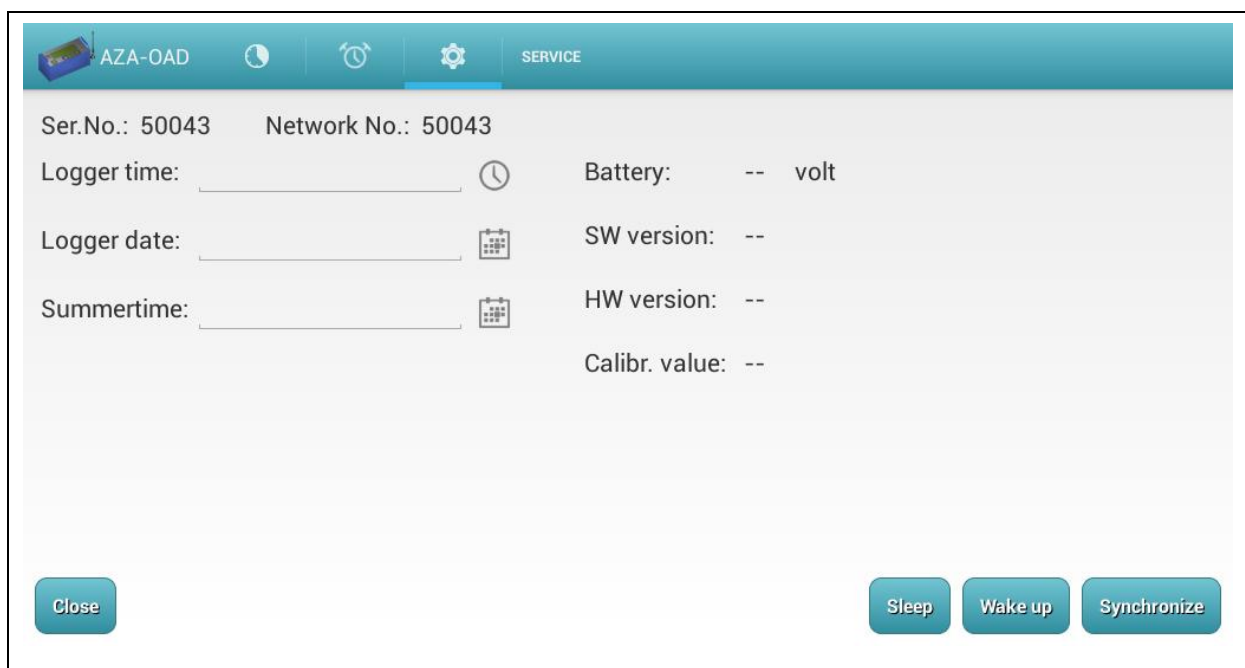 AZA-OAD SERVICE
Ser.No.: 50043 Network No.: 50043
Logger time: Battery: -- volt
Logger date: SW version: --
Summertime: HW version: --
Calibr. value: --
Close Sleep Wake up Synchronize